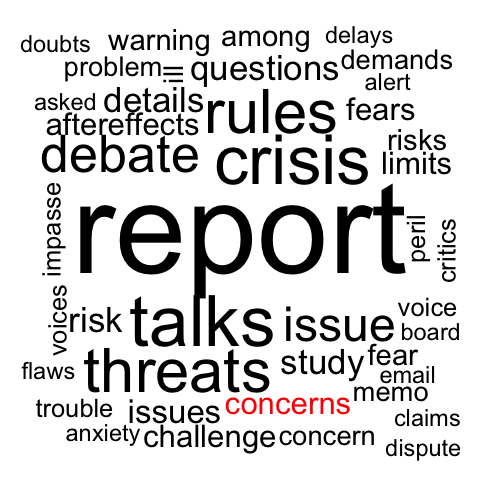 doubts warning among delays
problem ill questions demands
alert
asked details rules fears
aftereffects
debate crisis risks
limits
impasse report peril critics
voices risk talks issue voice
board
flaws threats study fear
email
trouble issues concerns memo
claims
anxiety challenge concern dispute